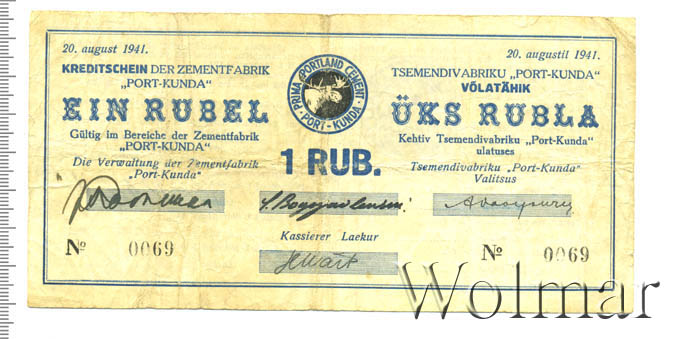 20. august 1941.
KREDITSCHEIN DER ZEMENTFABRIK
„PORT-KUNDA"
EIN RUBEL
Gültig im Bereiche der Zementfabrik
„PORT-KUNDA"
Die Verwaltung der Zementfabrik
„Port-Kunda"
№ 0069
PRIMA PORTLAND CEMENT
PORT-KUNDA
1 RUB.
Kassierer Laekur
20. augustil 1941.
TSEMENDIVABRIKU „PORT-KUNDA"
VÕLATÄHIK
ÜKS RUBLA
Kehtiv Tsemendivabriku „Port-Kunda"
ulatuses
Tsemendivabriku „Port-Kunda"
Valitsus
№ 0069
Wolmar